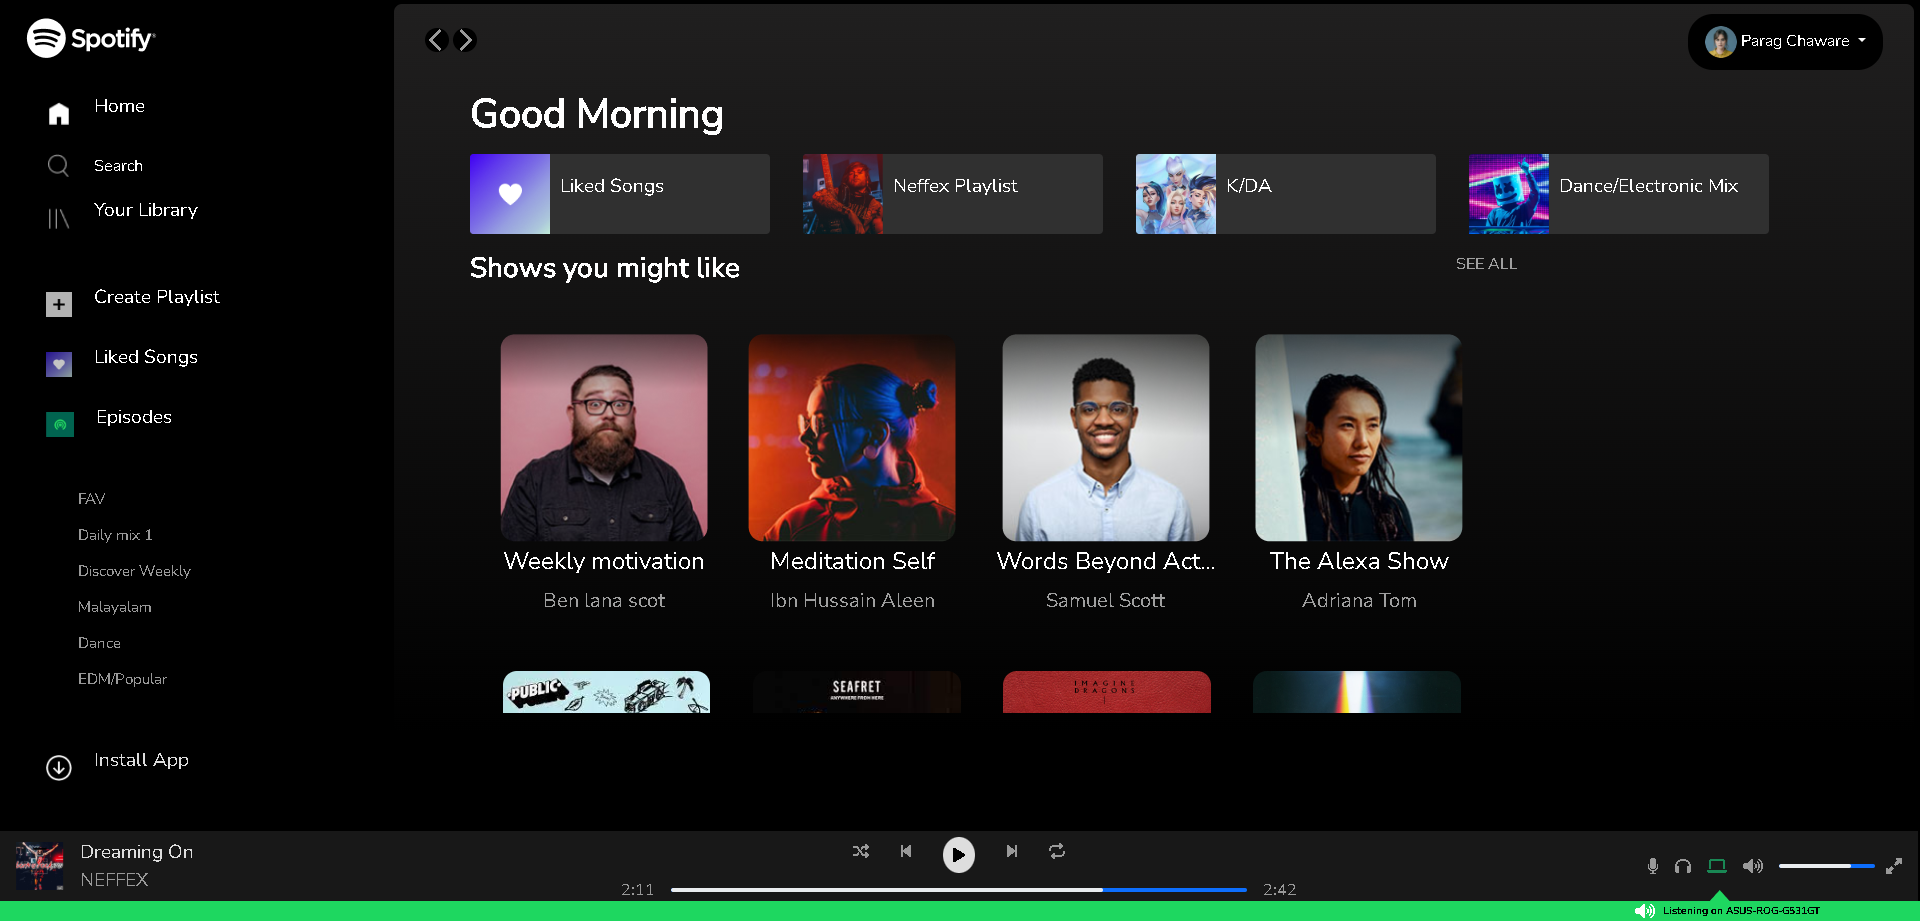 Spotify
Home
Search
Your Library
Create Playlist
Liked Songs
Episodes
FAV
Daily mix 1
Discover Weekly
Malayalam
Dance
EDM/Popular
Install App
Parag Chaware
Good Morning
Liked Songs
Neffex Playlist
K/DA
Dance/Electronic Mix
Shows you might like
SEE ALL
Weekly motivation
Ben lana scot
Meditation Self
Ibn Hussain Aleen
Words Beyond Act...
Samuel Scott
The Alexa Show
Adriana Tom
PUBLIC
SEAFRET
ANYWHERE FROM HERE
IMAGINE
DRAGONS
Dreaming On
NEFFEX
2:11
2:42
Listening on ASUS-ROG-G531GT